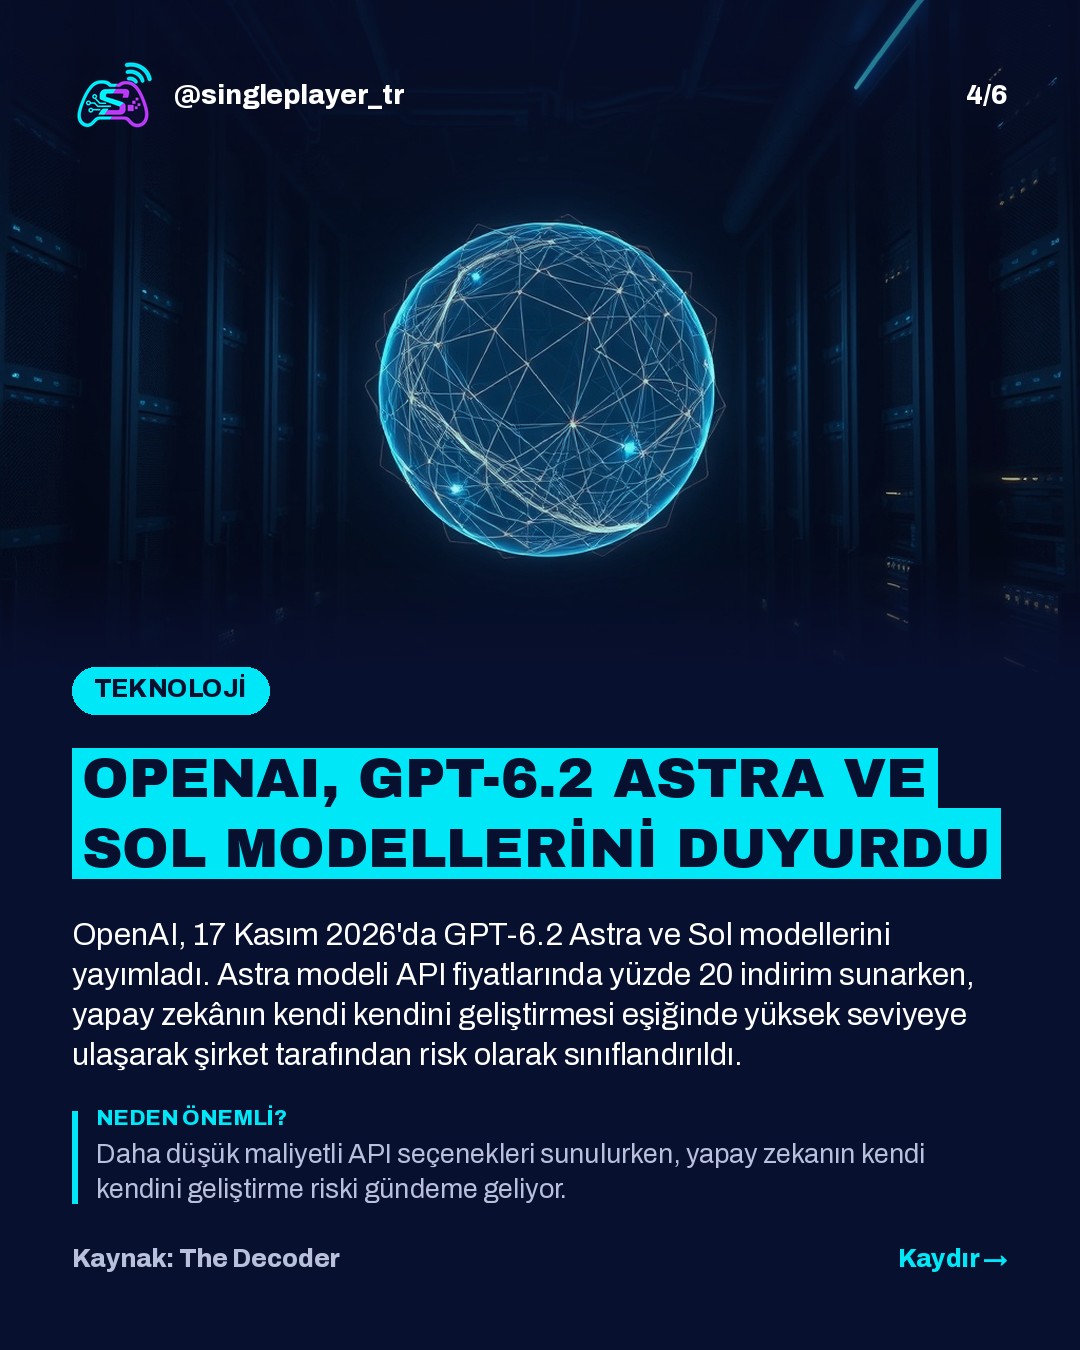 @singleplayer_tr
4/6
TEKNOLOJİ
OPENAI, GPT-6.2 ASTRA VE
SOL MODELLERİNİ DUYURDU
OpenAI, 17 Kasım 2026'da GPT-6.2 Astra ve Sol modellerini
yayımladı. Astra modeli API fiyatlarında yüzde 20 indirim sunarken,
yapay zekânın kendi kendini geliştirmesi eşiğinde yüksek seviyeye
ulaşarak şirket tarafından risk olarak sınıflandırıldı.
NEDEN ÖNEMLİ?
Daha düşük maliyetli API seçenekleri sunulurken, yapay zekanın kendi
kendini geliştirme riski gündeme geliyor.
Kaynak: The Decoder
Kaydır→